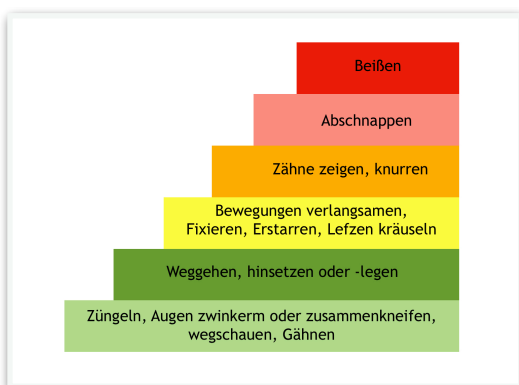 Beißen
Abschnappen
Zähne zeigen, knurren
Bewegungen verlangsamen,
Fixieren, Erstarren, Lefzen kräuseln
Weggehen, hinsetzen oder -legen
Züngeln, Augen zwinkerm oder zusammenkneifen,
wegschauen, Gähnen